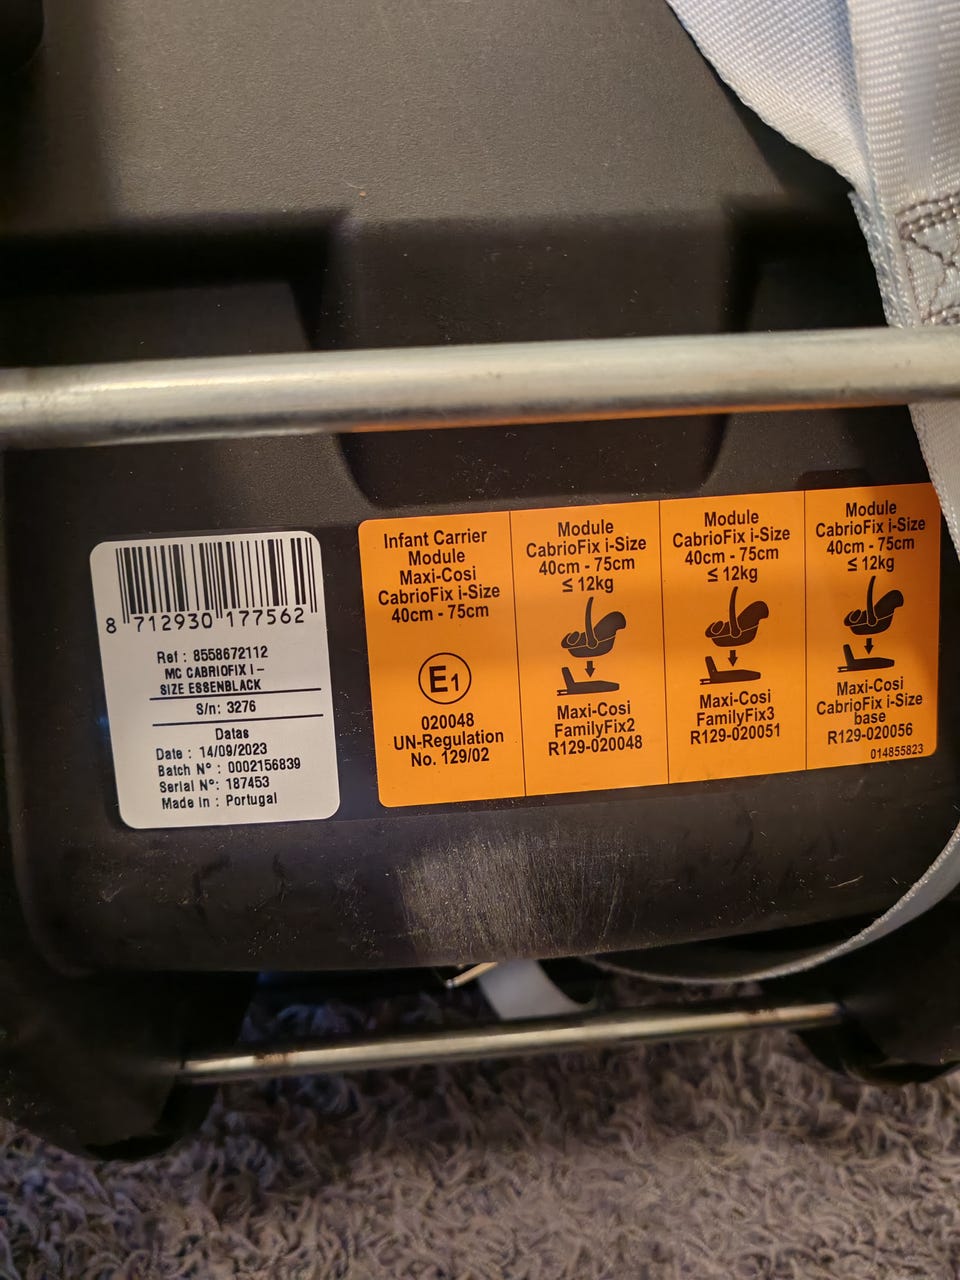 8 712930 177562
Ref : 8558672112
MC CABRIOFIX I -
SIZE ESSENBLACK
S/n: 3276
Datas
Date : 14/09/2023
Batch N° : 0002156839
Serial N°: 187453
Made in : Portugal
Infant Carrier
Module
Maxi-Cosi
CabrioFix i-Size
40cm - 75cm
E1
020048
UN-Regulation
No. 129/02
Module
CabrioFix i-Size
40cm - 75cm
≤ 12kg
Maxi-Cosi
FamilyFix2
R129-020048
Module
CabrioFix i-Size
40cm - 75cm
≤ 12kg
Maxi-Cosi
FamilyFix3
R129-020051
Module
CabrioFix i-Size
40cm - 75cm
≤ 12kg
Maxi-Cosi
CabrioFix i-Size
base
R129-020056
014855823